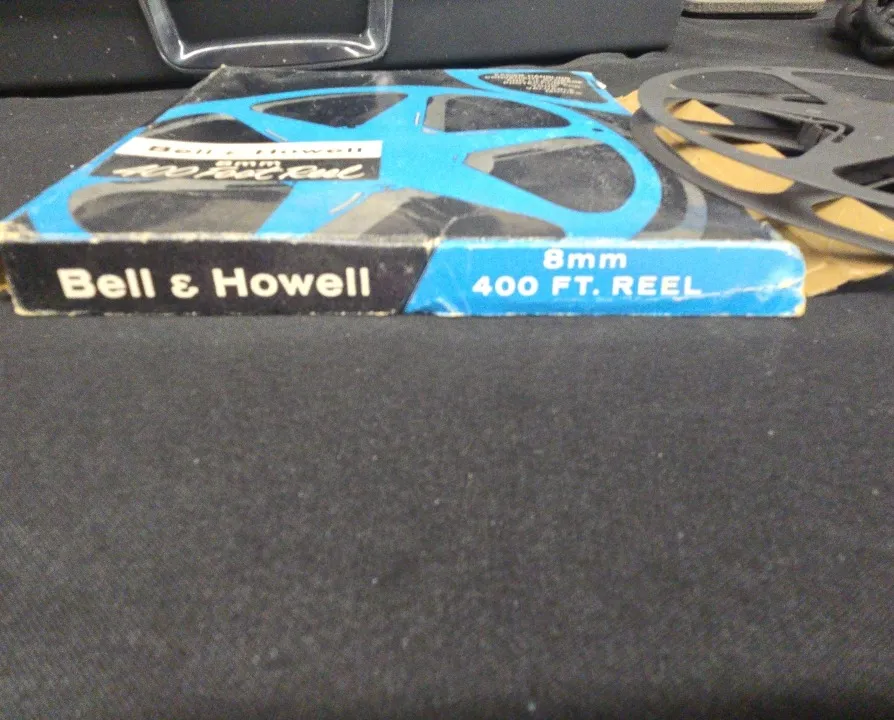 Bell & Howell
8mm
400 Foot Reel
Bell & Howell
8mm
400 FT. REEL